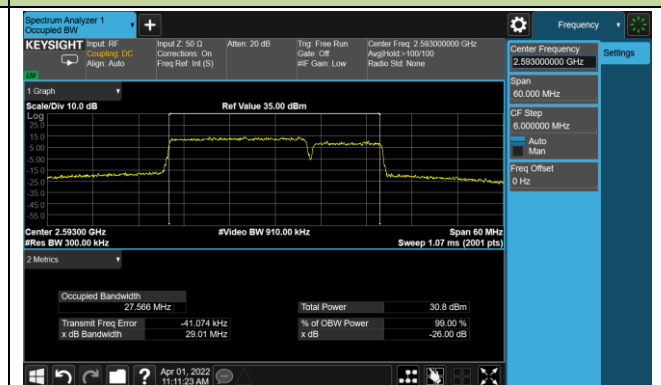 Spectrum Analyzer 1
Occupied BW
+
Frequency
KEYSIGHT
Input: RF
Coupling: DC
Align: Auto
Input Z: 50 Ω
Corrections: On
Freq Ref: Int (S)
Atten: 20 dB
Trig: Free Run
Gate: Off
#IF Gain: Low
Center Freq: 2.593000000 GHz
Avg|Hold:>100/100
Radio Std: None
1 Graph
Scale/Div 10.0 dB
Ref Value 35.00 dBm
Log
25.0
15.0
5.00
-5.00
-15.0
-25.0
-35.0
-45.0
-55.0
Center 2.59300 GHz
#Video BW 910.00 kHz
Span 60 MHz
#Res BW 300.00 kHz
Sweep 1.07 ms (2001 pts)
2 Metrics
Occupied Bandwidth
27.566 MHz
Total Power
30.8 dBm
Transmit Freq Error
-41.074 kHz
% of OBW Power
99.00 %
x dB Bandwidth
29.01 MHz
x dB
-26.00 dB
Center Frequency
2.593000000 GHz
Settings
Span
60.000 MHz
CF Step
6.000000 MHz
Auto
Man
Freq Offset
0 Hz
?
Apr 01, 2022
11:11:23 AM